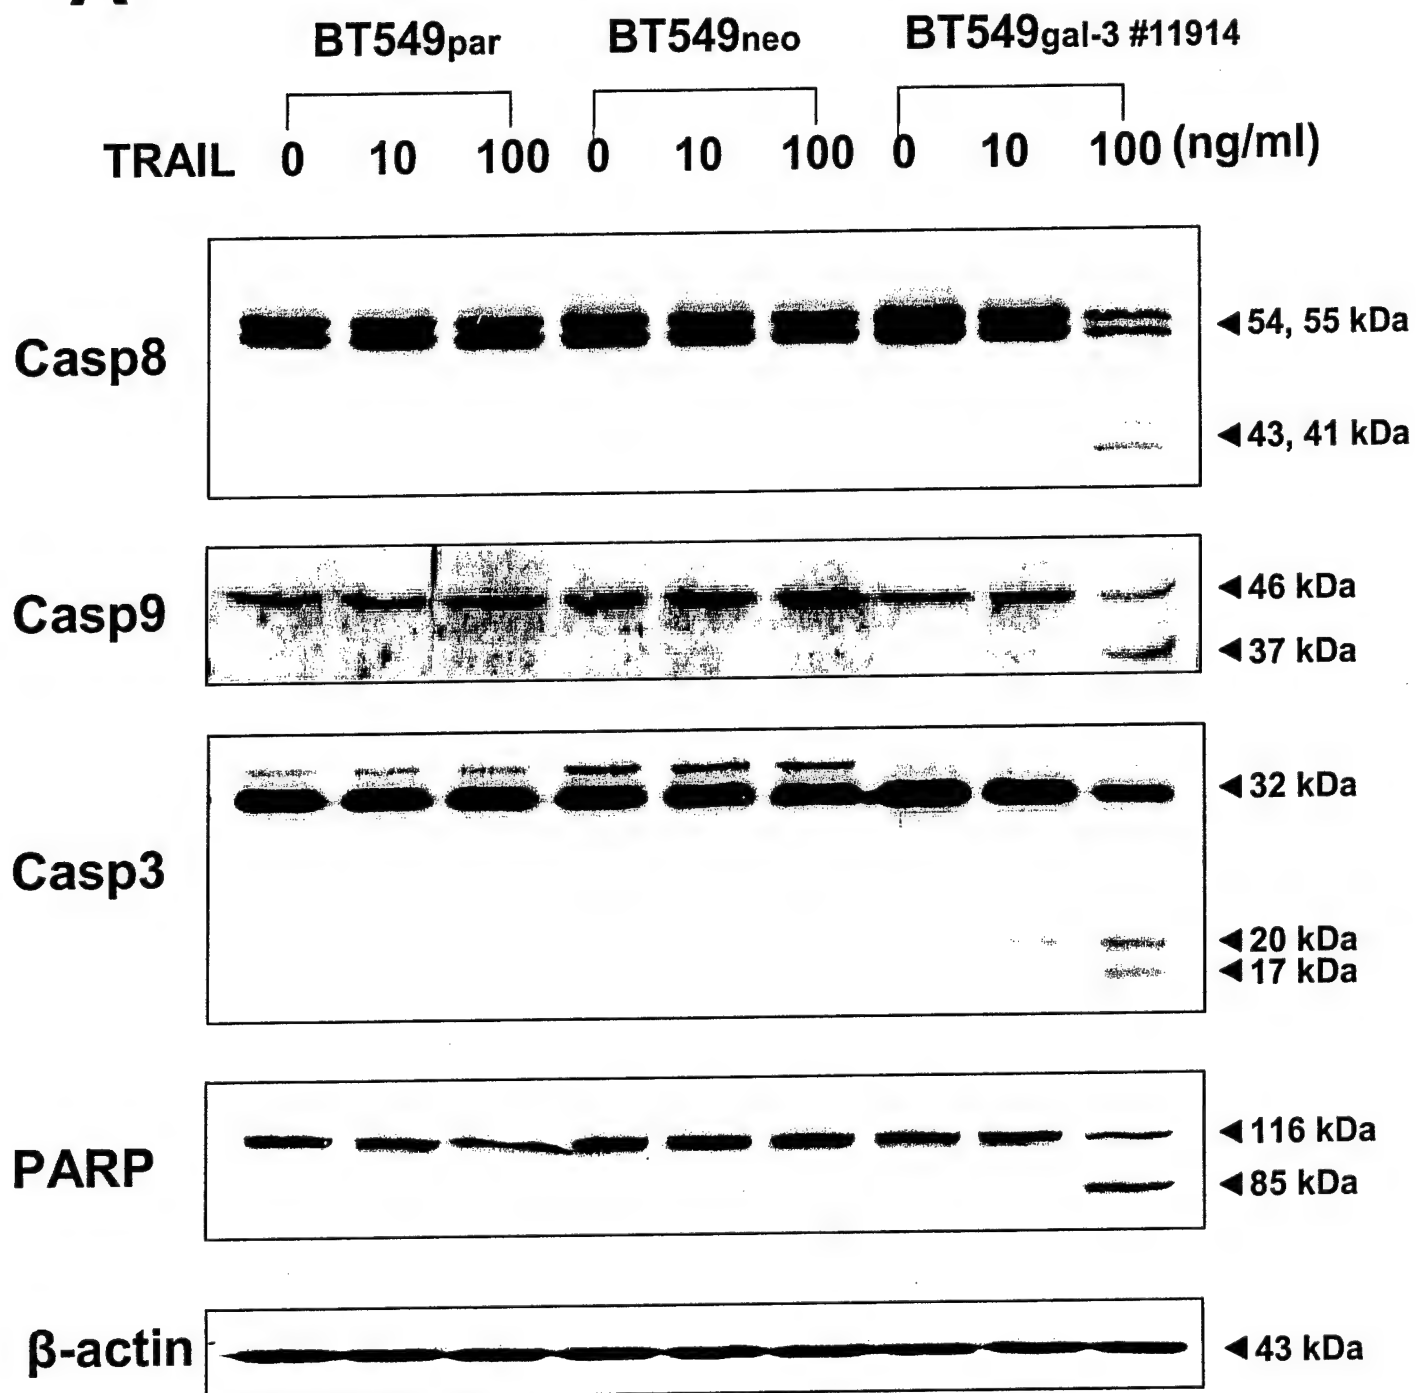 A
BT549par BT549neo BT549gal-3 #11914
TRAIL 0 10 100 0 10 100 0 10 100 (ng/ml)
Casp8
54, 55 kDa
43, 41 kDa
Casp9
46 kDa
37 kDa
Casp3
32 kDa
20 kDa
17 kDa
PARP
116 kDa
85 kDa
β-actin
43 kDa